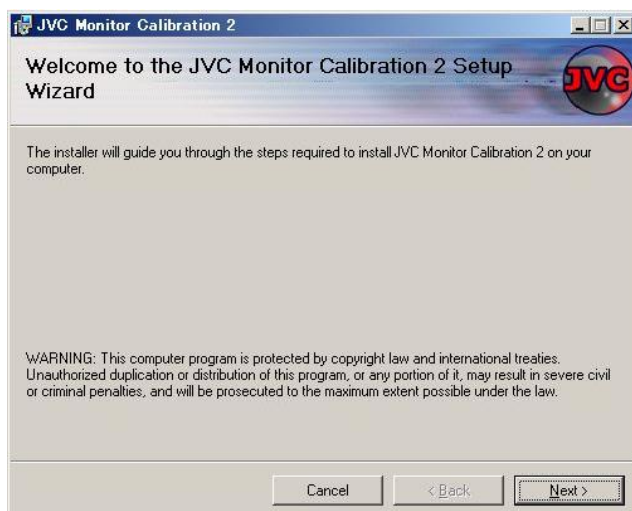 JVC Monitor Calibration 2
Welcome to the JVC Monitor Calibration 2 Setup
Wizard
JVC
The installer will guide you through the steps required to install JVC Monitor Calibration 2 on your
computer.
WARNING: This computer program is protected by copyright law and international treaties.
Unauthorized duplication or distribution of this program, or any portion of it, may result in severe civil
or criminal penalties, and will be prosecuted to the maximum extent possible under the law.
Cancel
< Back
Next >